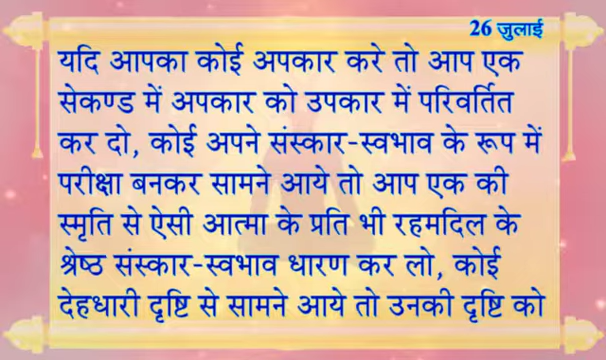 26 जुलाई
यदि आपका कोई अपकार करे तो आप एक
सेकण्ड में अपकार को उपकार में परिवर्तित
कर दो, कोई अपने संस्कार-स्वभाव के रूप में
परीक्षा बनकर सामने आये तो आप एक की
स्मृति से ऐसी आत्मा के प्रति भी रहमदिल के
श्रेष्ठ संस्कार-स्वभाव धारण कर लो, कोई
देहधारी दृष्टि से सामने आये तो उनकी दृष्टि को